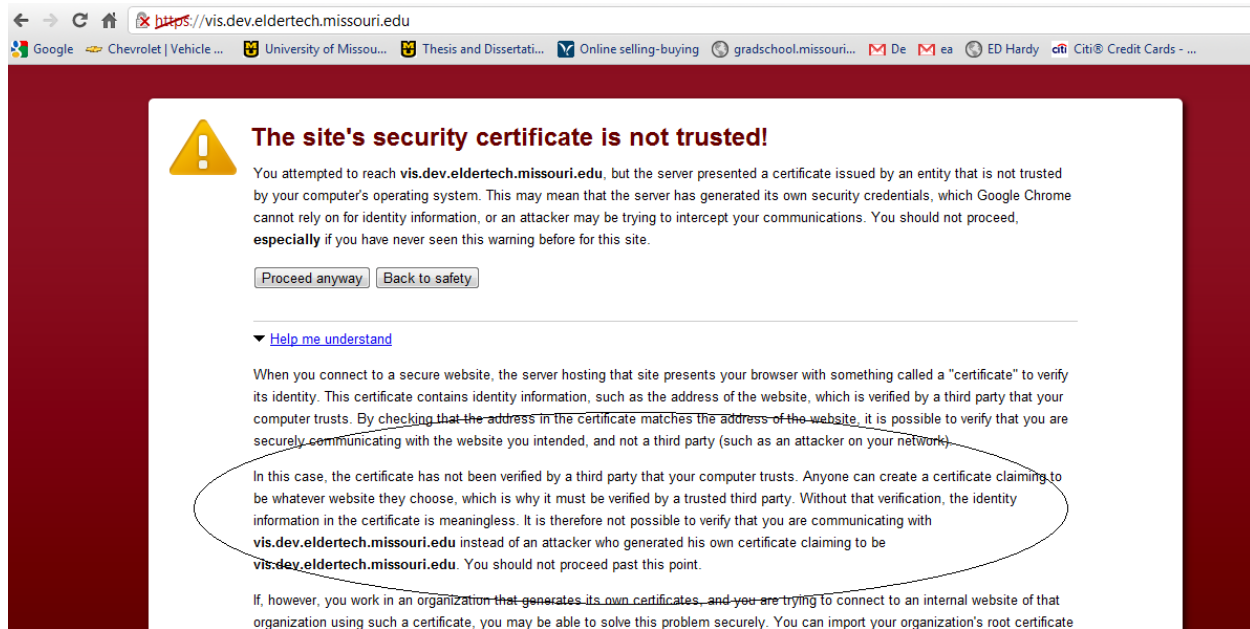 https://vis.dev.eldertech.missouri.edu
Google Chevrolet | Vehicle ... University of Missou... Thesis and Dissertati... Online selling-buying gradschool.missouri... De ea ED Hardy citi Citi® Credit Cards - ...
The site's security certificate is not trusted!
You attempted to reach vis.dev.eldertech.missouri.edu, but the server presented a certificate issued by an entity that is not trusted
by your computer's operating system. This may mean that the server has generated its own security credentials, which Google Chrome
cannot rely on for identity information, or an attacker may be trying to intercept your communications. You should not proceed,
especially if you have never seen this warning before for this site.
Proceed anyway Back to safety
Help me understand
When you connect to a secure website, the server hosting that site presents your browser with something called a "certificate" to verify
its identity. This certificate contains identity information, such as the address of the website, which is verified by a third party that your
computer trusts. By checking that the address in the certificate matches the address of the website, it is possible to verify that you are
securely communicating with the website you intended, and not a third party (such as an attacker on your network).
In this case, the certificate has not been verified by a third party that your computer trusts. Anyone can create a certificate claiming to
be whatever website they choose, which is why it must be verified by a trusted third party. Without that verification, the identity
information in the certificate is meaningless. It is therefore not possible to verify that you are communicating with
vis.dev.eldertech.missouri.edu instead of an attacker who generated his own certificate claiming to be
vis.dev.eldertech.missouri.edu. You should not proceed past this point.
If, however, you work in an organization that generates its own certificates, and you are trying to connect to an internal website of that
organization using such a certificate, you may be able to solve this problem securely. You can import your organization's root certificate